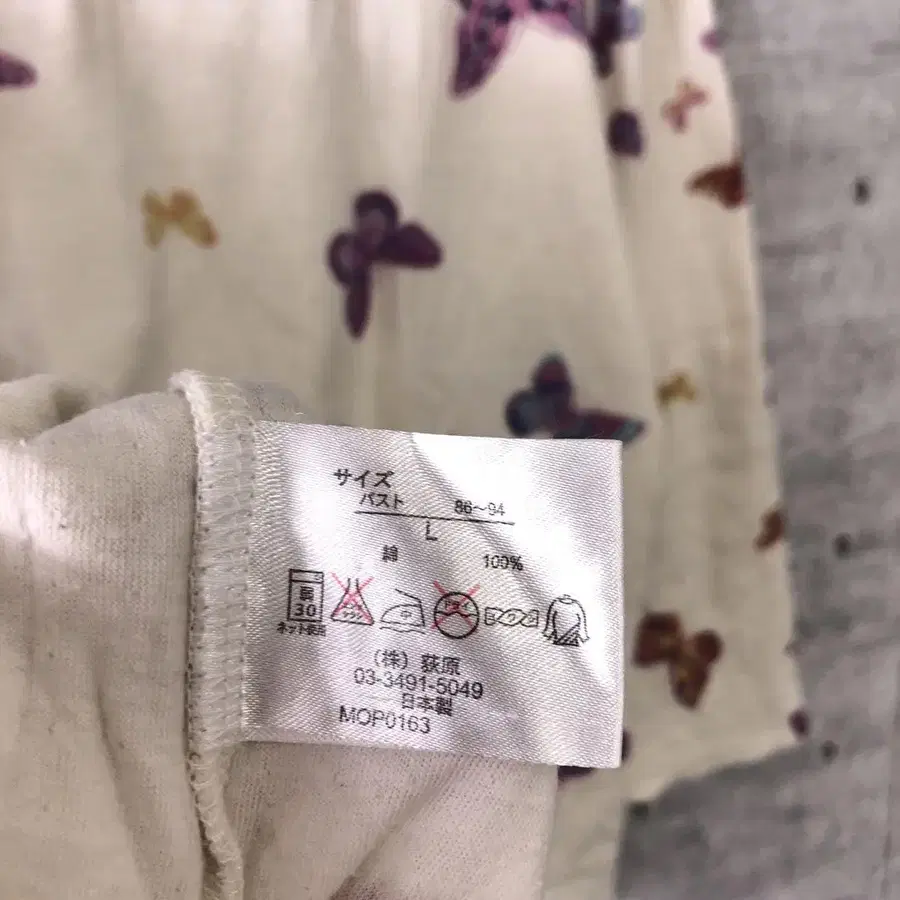 サイズ
バスト 86〜94
L
綿 100%
弱 30
ネット使用
(株) 荻原
03-3491-5049
日本製
MOP0163